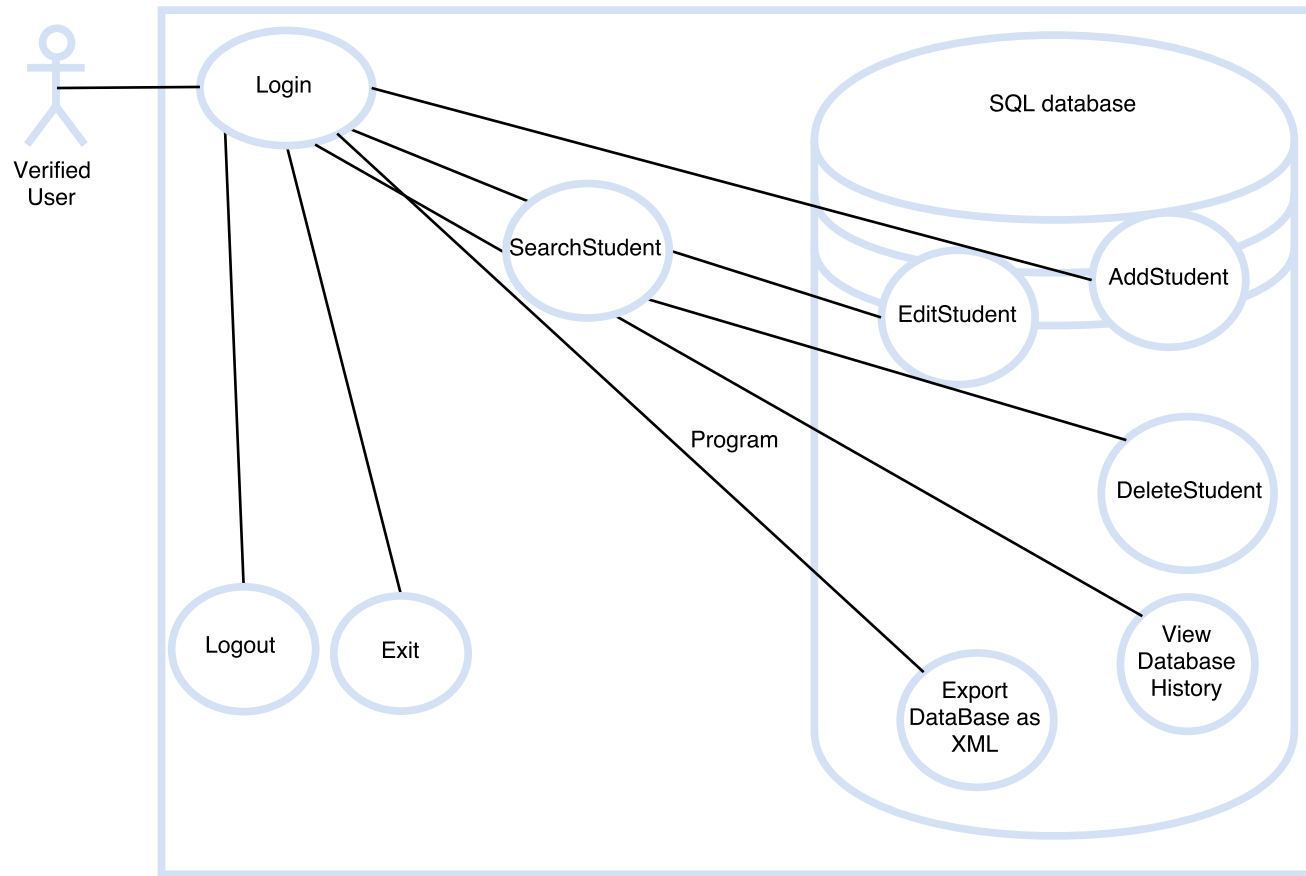 Login
SQL database
Verified
User
SearchStudent
AddStudent
EditStudent
Program
DeleteStudent
Logout
Exit
View
Database
History
Export
DataBase as
XML